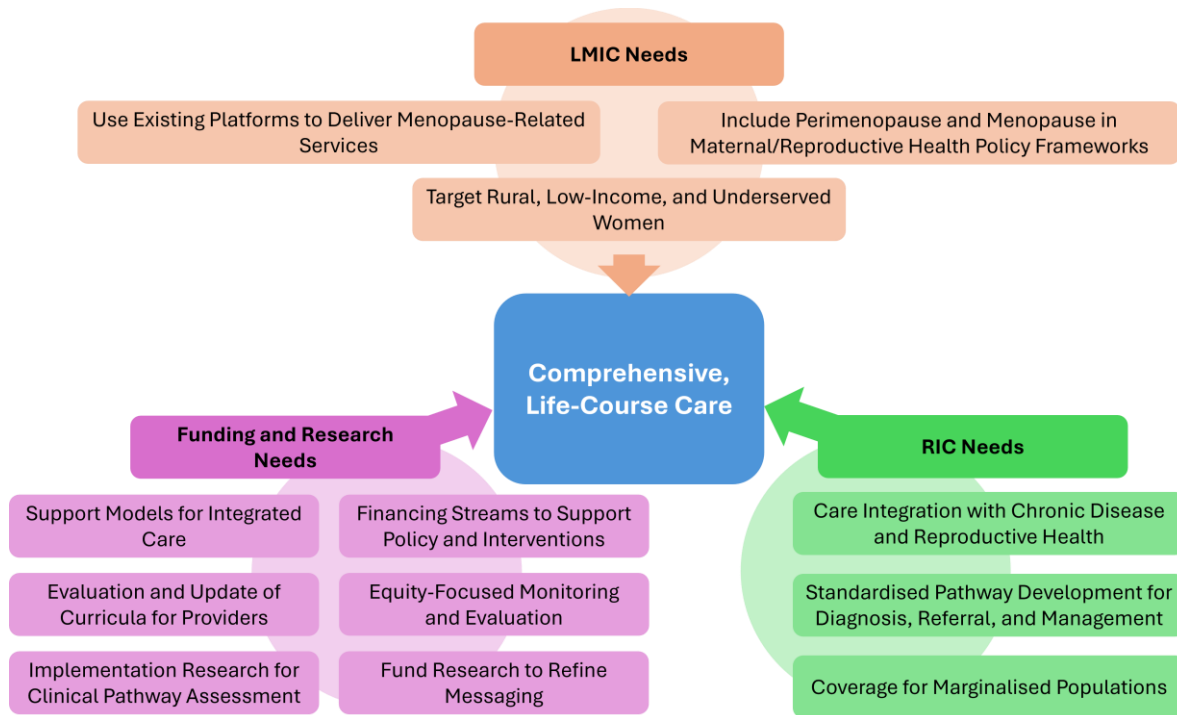 LMIC Needs
Use Existing Platforms to Deliver Menopause-Related
Services
Include Perimenopause and Menopause in
Maternal/Reproductive Health Policy Frameworks
Target Rural, Low-Income, and Underserved
Women
Comprehensive,
Life-Course Care
Funding and Research
Needs
Support Models for Integrated
Care
Financing Streams to Support
Policy and Interventions
Evaluation and Update of
Curricula for Providers
Equity-Focused Monitoring
and Evaluation
Implementation Research for
Clinical Pathway Assessment
Fund Research to Refine
Messaging
RIC Needs
Care Integration with Chronic Disease
and Reproductive Health
Standardised Pathway Development for
Diagnosis, Referral, and Management
Coverage for Marginalised Populations